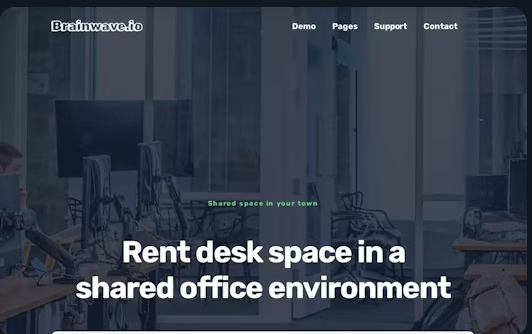 Brainwave.io
Demo Pages Support Contact
Shared space in your town
Rent desk space in a
shared office environment